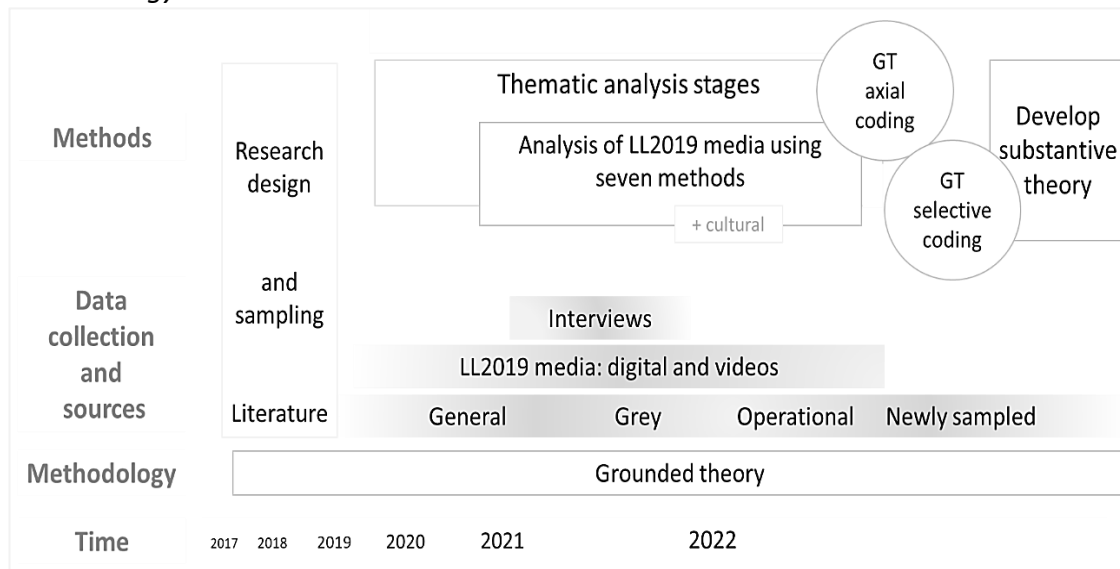 Methods
Research
design
and
sampling
Literature
Thematic analysis stages
Analysis of LL2019 media using
seven methods
+ cultural
GT
axial
coding
GT
selective
coding
Develop
substantive
theory
Data
collection
and
sources
Interviews
LL2019 media: digital and videos
General Grey Operational Newly sampled
Methodology
Grounded theory
Time
2017 2018 2019 2020 2021 2022